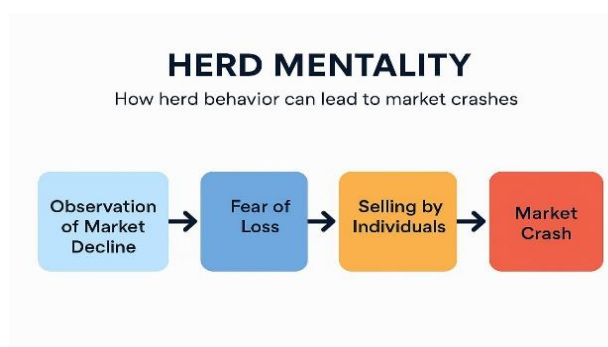 HERD MENTALITY
How herd behavior can lead to market crashes
Observation
of Market
Decline
Fear of
Loss
Selling by
Individuals
Market
Crash